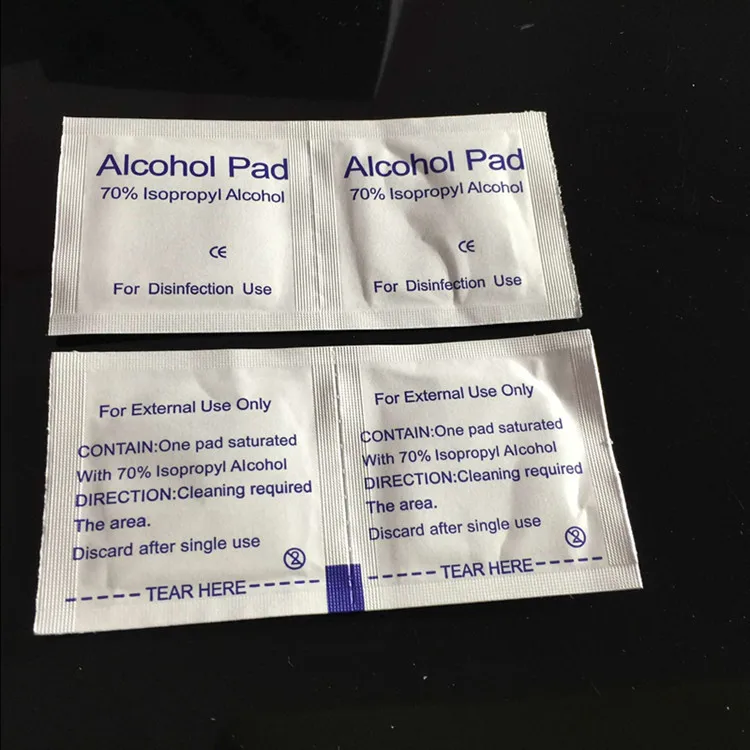 Alcohol Pad
70% Isopropyl Alcohol
CE
For Disinfection Use
Alcohol Pad
70% Isopropyl Alcohol
CE
For Disinfection Use
For External Use Only
CONTAIN:One pad saturated
With 70% Isopropyl Alcohol
DIRECTION:Cleaning required
The area.
Discard after single use
2
----- TEAR HERE -----
For External Use Only
CONTAIN:One pad saturated
With 70% Isopropyl Alcohol
DIRECTION:Cleaning required
The area.
Discard after single use
2
----- TEAR HERE -----